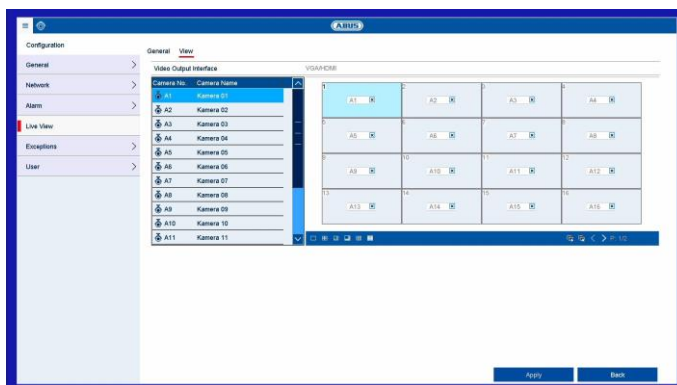 ABUS
Configuration
General
Network
Alarm
Live View
Exceptions
User
General View
Video Output Interface VGA/HDMI
Camera No. Camera Name
A1 Kamera 01
A2 Kamera 02
A3 Kamera 03
A4 Kamera 04
A5 Kamera 05
A6 Kamera 06
A7 Kamera 07
A8 Kamera 08
A9 Kamera 09
A10 Kamera 10
A11 Kamera 11
1 2 3 4
A1 A2 A3 A4
5 6 7 8
A5 A6 A7 A8
9 10 11 12
A9 A10 A11 A12
13 14 15 16
A13 A14 A15 A16
P: 1/2
Apply Back